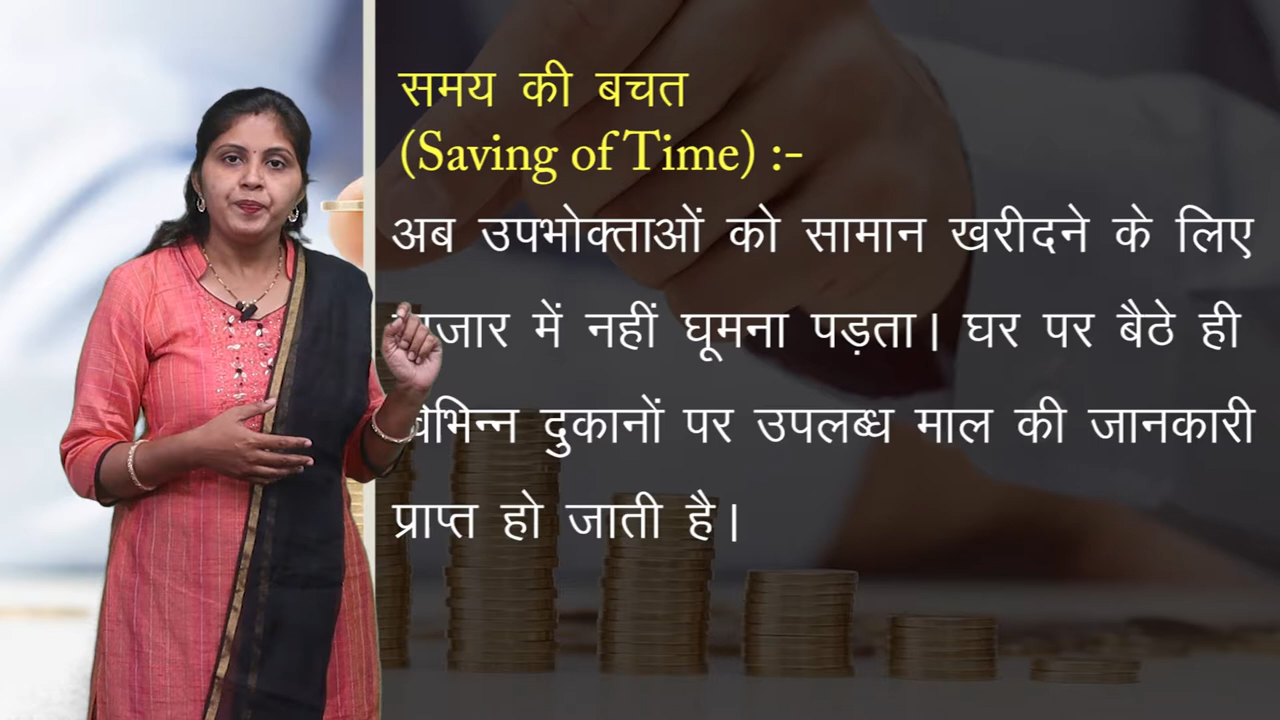 समय की बचत
(Saving of Time) :-
अब उपभोक्ताओं को सामान खरीदने के लिए
बाजार में नहीं घूमना पड़ता। घर पर बैठे ही
विभिन्न दुकानों पर उपलब्ध माल की जानकारी
प्राप्त हो जाती है।